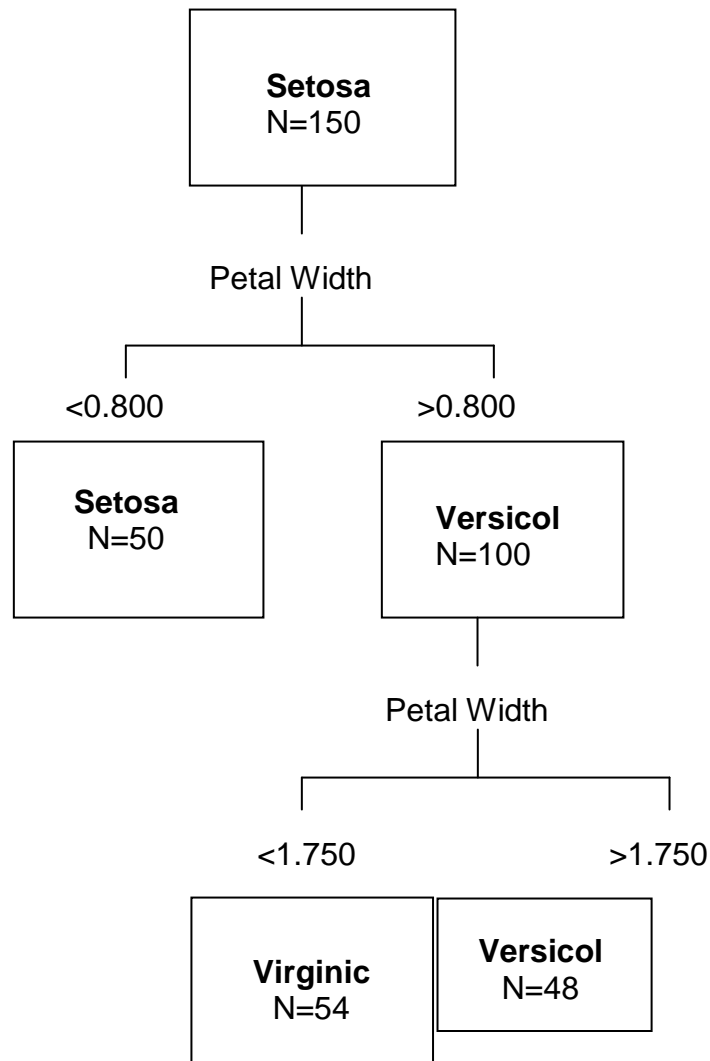 Setosa
N=150
Petal Width
<0.800 >0.800
Setosa
N=50
Versicol
N=100
Petal Width
<1.750 >1.750
Virginic
N=54
Versicol
N=48